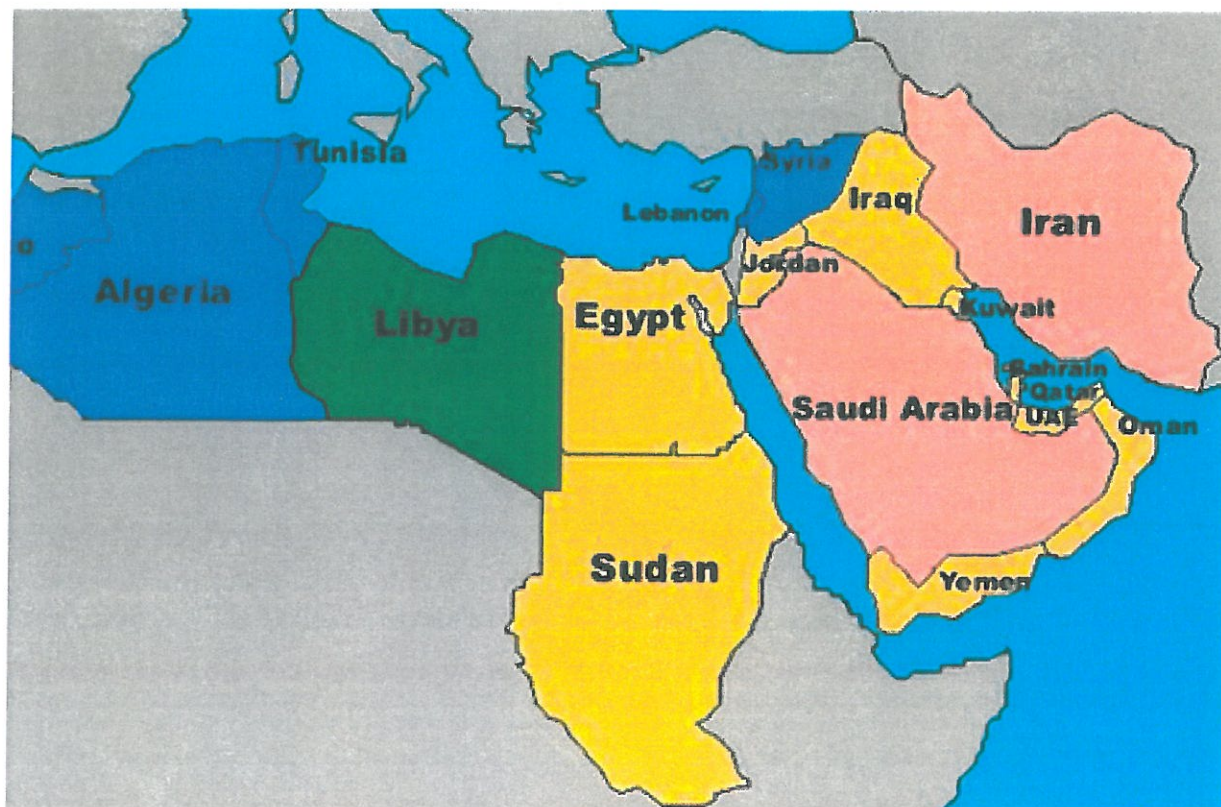 Tunisia
Syria
Iraq
Lebanon
Iran
o
Jordan
Algeria
Kuwait
Libya
Egypt
Bahrain
Qatar
Saudi Arabia
UAE
Oman
Sudan
Yemen